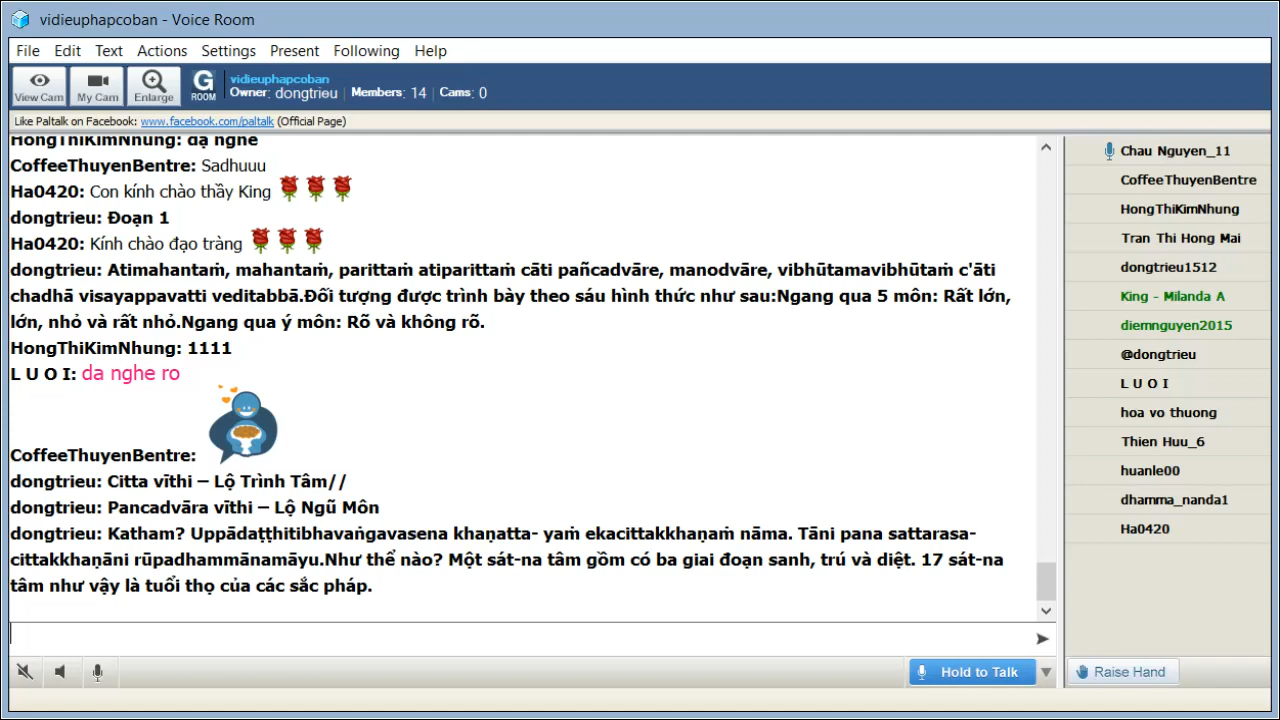 vidieuphapcoban - Voice Room
File Edit Text Actions Settings Present Following Help
View Cam My Cam Enlarge G ROOM vidieuphapcoban
Owner: dongtrieu | Members: 14 | Cams: 0
Like Paltalk on Facebook: www.facebook.com/paltalk (Official Page)
HongThiKimNhung: dạ nghe
CoffeeThuyenBentre: Sadhuuu
Ha0420: Con kính chào thầy King
dongtrieu: Đoạn 1
Ha0420: Kính chào đạo tràng
dongtrieu: Atimahantaṁ, mahantaṁ, parittaṁ atiparittaṁ cāti pañcadvāre, manodvāre, vibhūtamavibhūtaṁ c'āti
chadhā visayappavatti veditabbā.Đối tượng được trình bày theo sáu hình thức như sau:Ngang qua 5 môn: Rất lớn,
lớn, nhỏ và rất nhỏ.Ngang qua ý môn: Rõ và không rõ.
HongThiKimNhung: 1111
L U O I: da nghe ro
CoffeeThuyenBentre:
dongtrieu: Citta vīthi – Lộ Trình Tâm//
dongtrieu: Pancadvāra vīthi – Lộ Ngũ Môn
dongtrieu: Katham? Uppādaṭṭhitibhavaṅgavasena khaṇatta- yaṁ ekacittakkhaṇaṁ nāma. Tāni pana sattarasa-
cittakkhaṇāni rūpadhammānamāyu.Như thể nào? Một sát-na tâm gồm có ba giai đoạn sanh, trú và diệt. 17 sát-na
tâm như vậy là tuổi thọ của các sắc pháp.
Chau Nguyen_11
CoffeeThuyenBentre
HongThiKimNhung
Tran Thi Hong Mai
dongtrieu1512
King - Milanda A
diemnguyen2015
@dongtrieu
L U O I
hoa vo thuong
Thien Huu_6
huanle00
dhamma_nanda1
Ha0420
Hold to Talk
Raise Hand